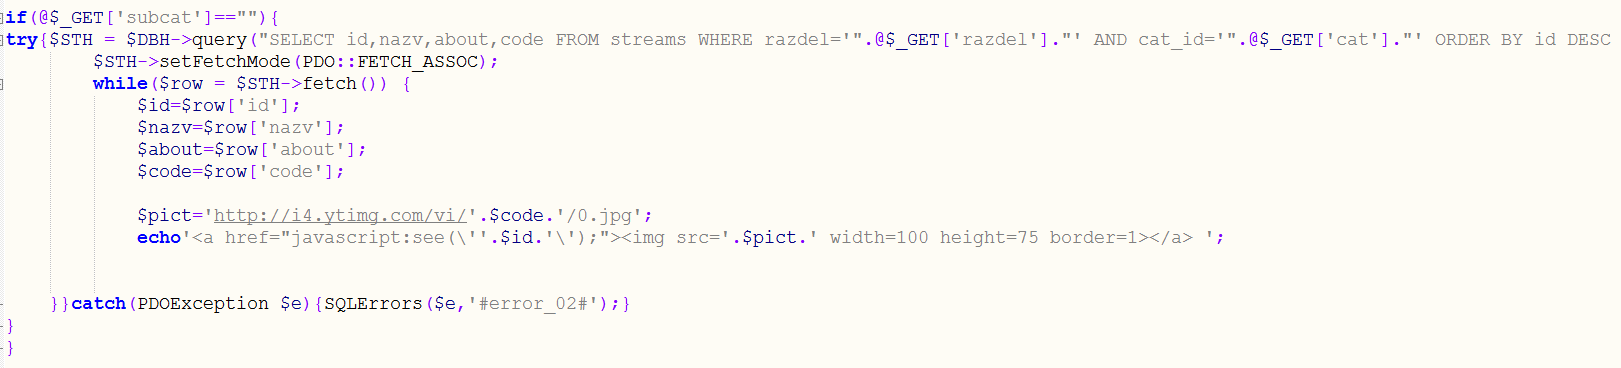 if(@$_GET['subcat']==""){
try{$STH = $DBH->query("SELECT id,nazv,about,code FROM streams WHERE razdel='".@$_GET['razdel']."' AND cat_id='".@$_GET['cat']."' ORDER BY id DESC
$STH->setFetchMode(PDO::FETCH_ASSOC);
while($row = $STH->fetch()) {
$id=$row['id'];
$nazv=$row['nazv'];
$about=$row['about'];
$code=$row['code'];
$pict='http://i4.ytimg.com/vi/'.$code.'/0.jpg';
echo'<a href="javascript:see(\''.$id.'\');"><img src='.$pict.' width=100 height=75 border=1></a> ';
}}catch(PDOException $e){SQLErrors($e,'#error_02#');}
}
}